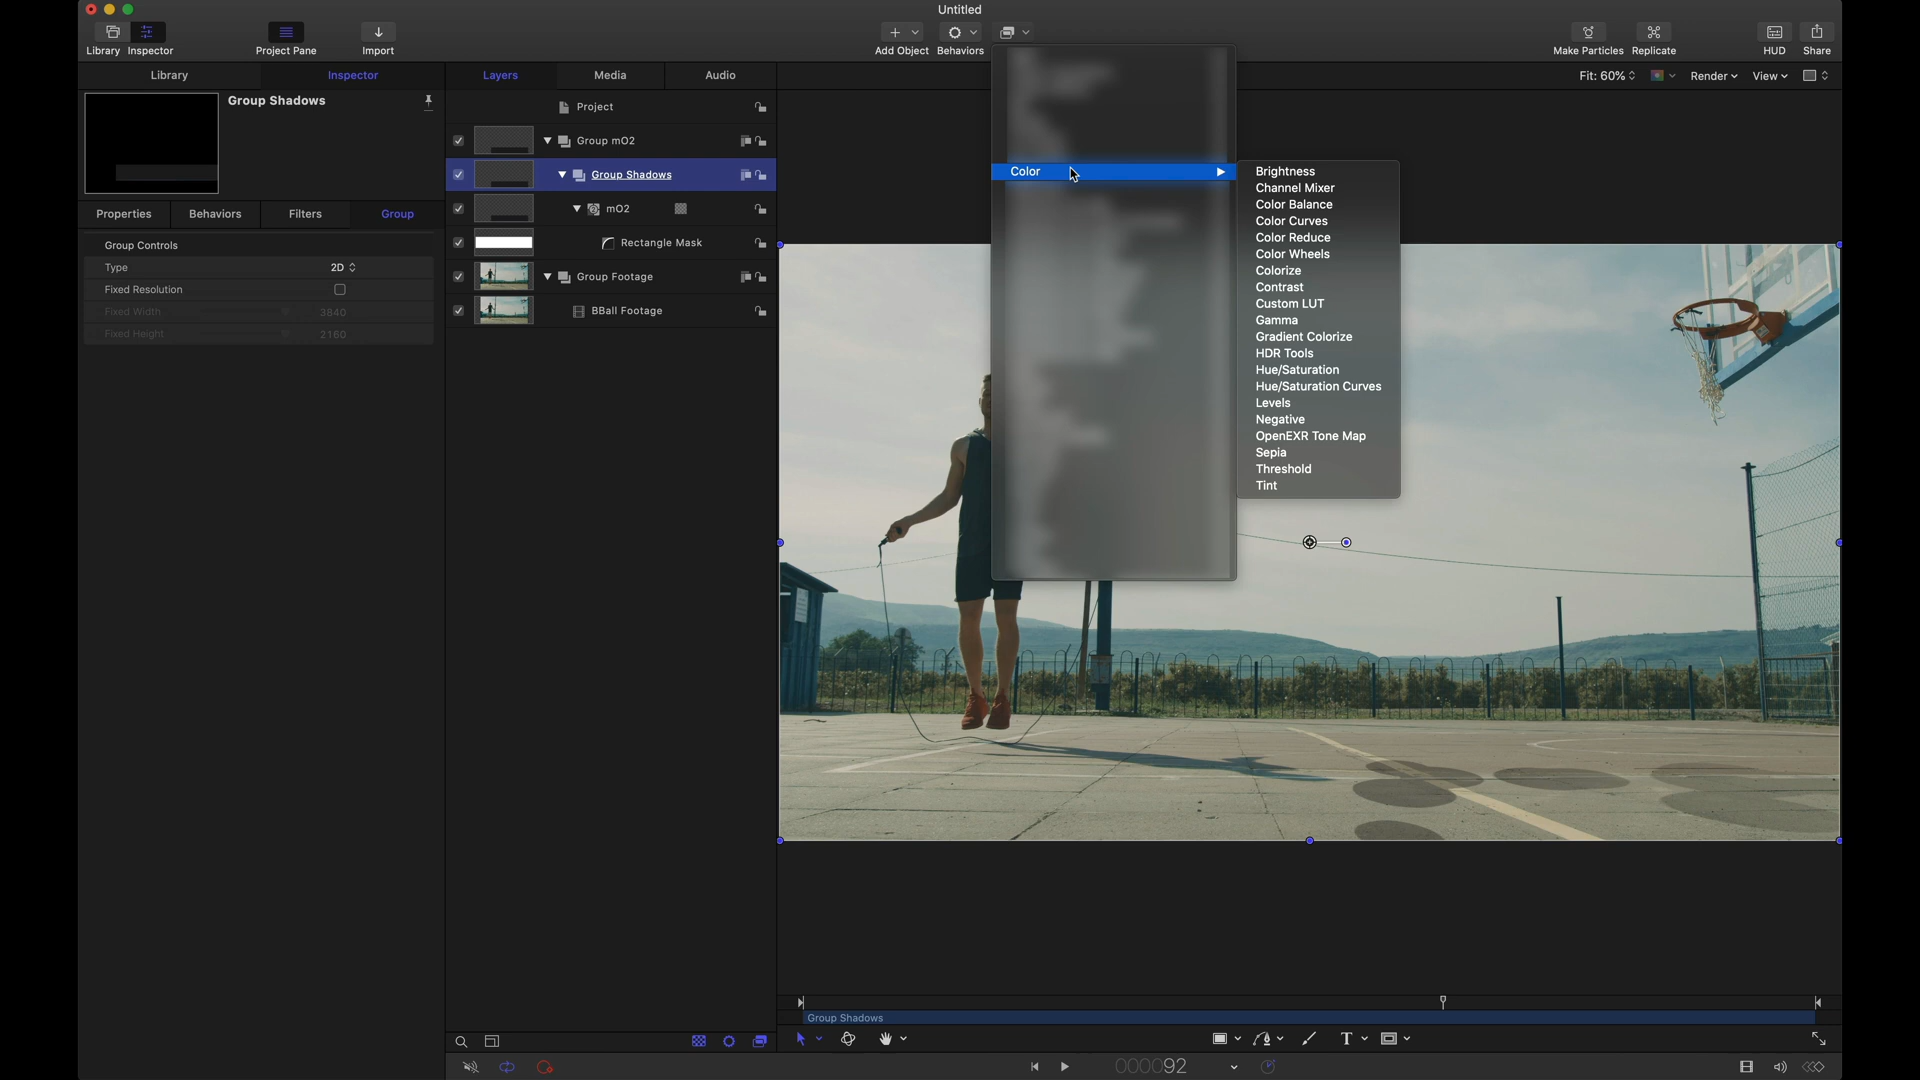 Untitled
Library
Inspector
Project Pane
Import
Add Object
Behaviors
Make Particles
Replicate
HUD
Share
Library
Inspector
Layers
Media
Audio
Fit: 60%
Render
View
Group Shadows
Properties
Behaviors
Filters
Group
Group Controls
Type
2D
Fixed Resolution
Fixed Width
3840
Fixed Height
2160
Project
Group mO2
Group Shadows
mO2
Rectangle Mask
Group Footage
BBall Footage
Color
Brightness
Channel Mixer
Color Balance
Color Curves
Color Reduce
Color Wheels
Colorize
Contrast
Custom LUT
Gamma
Gradient Colorize
HDR Tools
Hue/Saturation
Hue/Saturation Curves
Levels
Negative
OpenEXR Tone Map
Sepia
Threshold
Tint
Group Shadows
T
000092